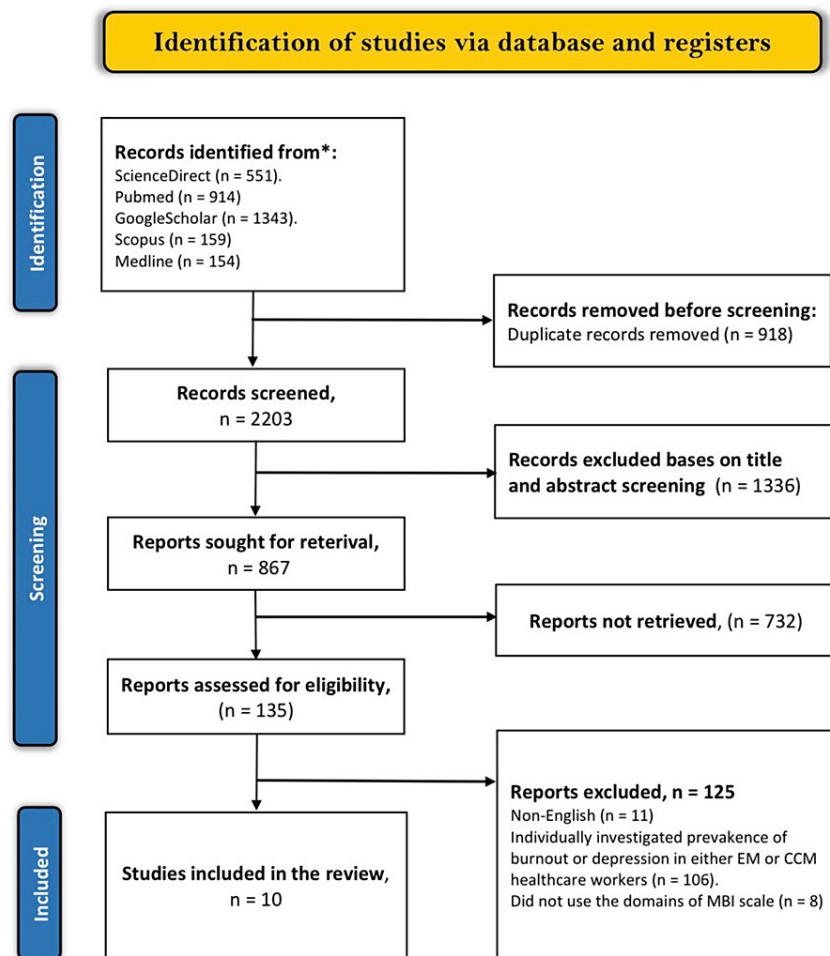 Identification of studies via database and registers
Identification
Records identified from*:
ScienceDirect (n = 551).
Pubmed (n = 914)
GoogleScholar (n = 1343).
Scopus (n = 159)
Medline (n = 154)
Records removed before screening:
Duplicate records removed (n = 918)
Screening
Records screened,
n = 2203
Records excluded bases on title
and abstract screening (n = 1336)
Reports sought for reterival,
n = 867
Reports not retrieved, (n = 732)
Reports assessed for eligibility,
(n = 135)
Reports excluded, n = 125
Non-English (n = 11)
Individually investigated prevakence of
burnout or depression in either EM or CCM
healthcare workers (n = 106).
Did not use the domains of MBI scale (n = 8)
Included
Studies included in the review,
n = 10